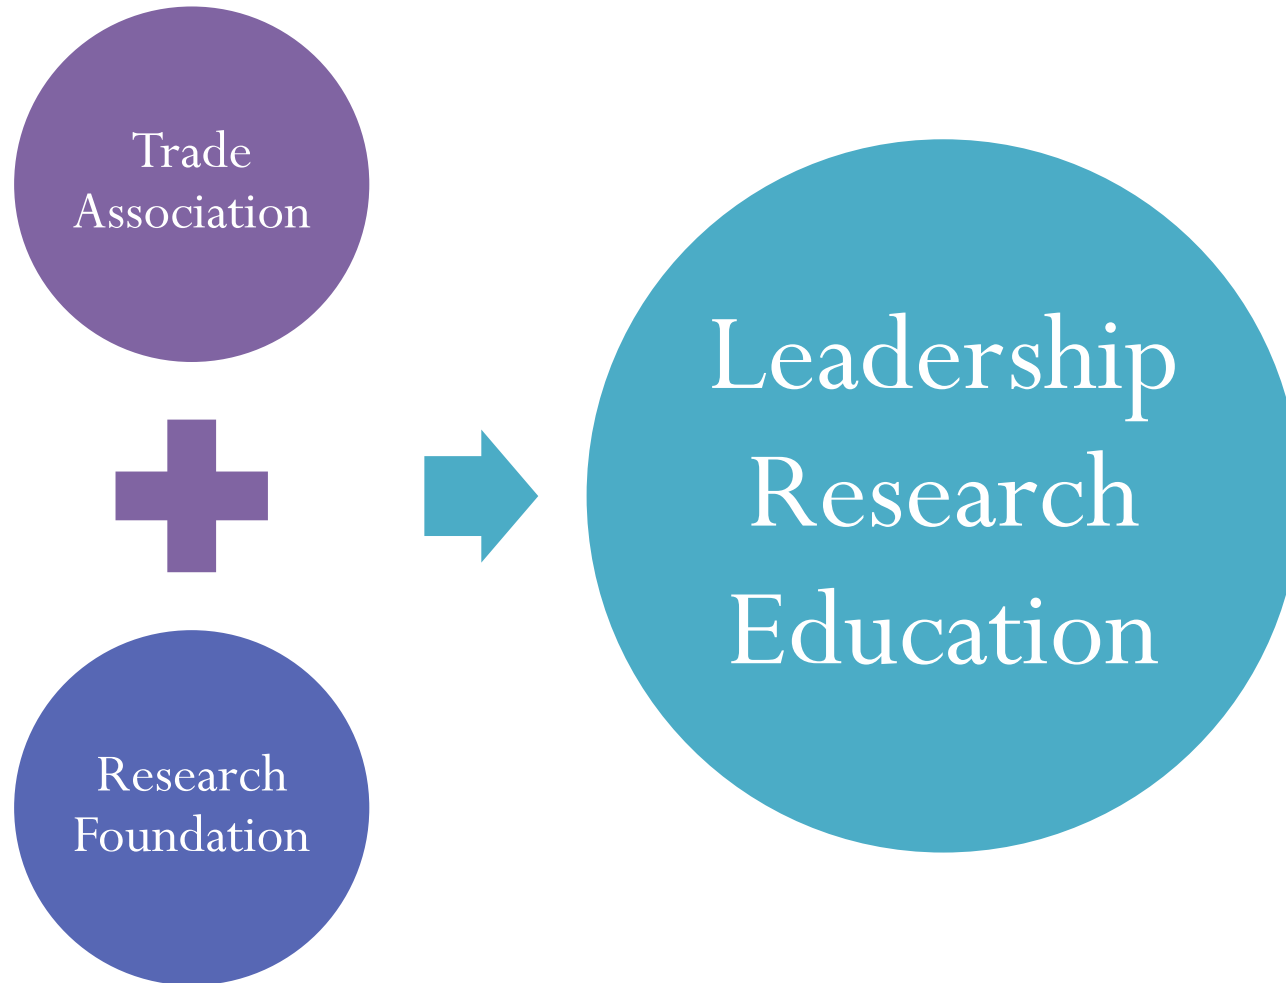 Trade
Association
Research
Foundation
Leadership
Research
Education